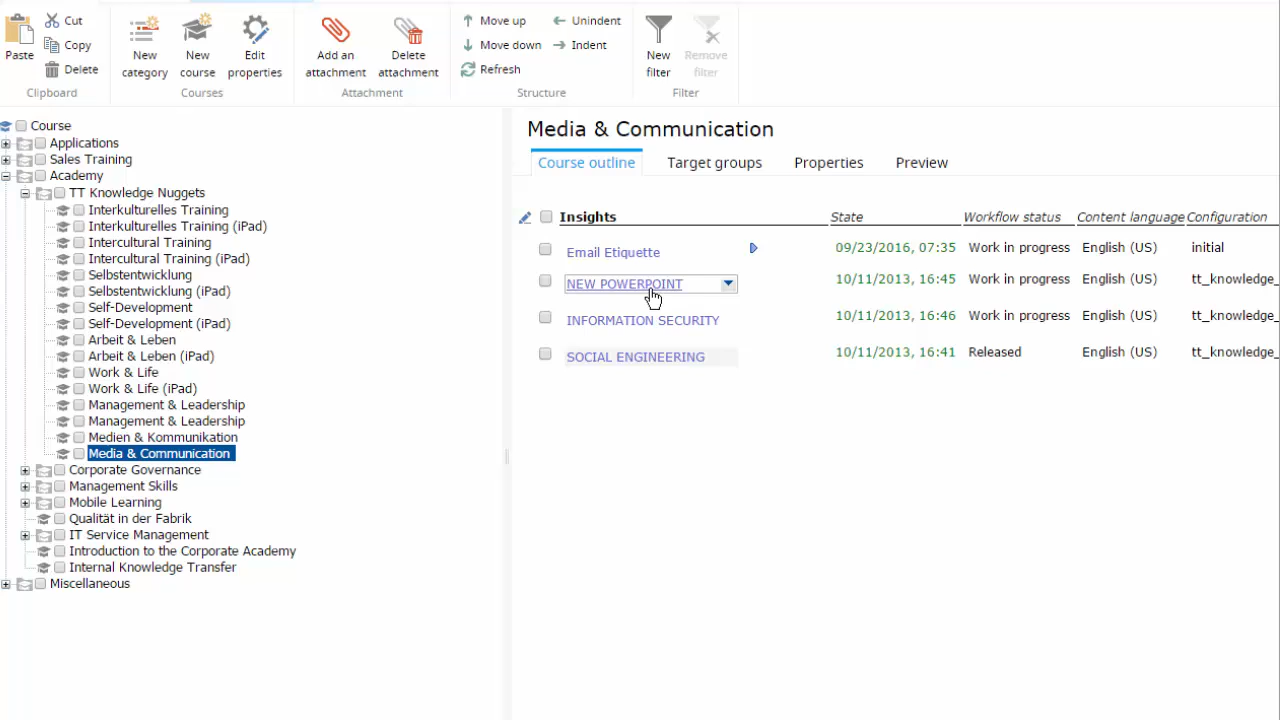 Cut
Copy
Delete
Paste
Clipboard
New category
New course
Edit properties
Courses
Add an attachment
Delete attachment
Attachment
Move up
Move down
Refresh
Unindent
Indent
Structure
New filter
Remove filter
Filter
Course
Applications
Sales Training
Academy
TT Knowledge Nuggets
Interkulturelles Training
Interkulturelles Training (iPad)
Intercultural Training
Intercultural Training (iPad)
Selbstentwicklung
Selbstentwicklung (iPad)
Self-Development
Self-Development (iPad)
Arbeit & Leben
Arbeit & Leben (iPad)
Work & Life
Work & Life (iPad)
Management & Leadership
Management & Leadership
Medien & Kommunikation
Media & Communication
Corporate Governance
Management Skills
Mobile Learning
Qualität in der Fabrik
IT Service Management
Introduction to the Corporate Academy
Internal Knowledge Transfer
Miscellaneous
Media & Communication
Course outline Target groups Properties Preview
Insights State Workflow status Content language Configuration
Email Etiquette 09/23/2016, 07:35 Work in progress English (US) initial
NEW POWERPOINT 10/11/2013, 16:45 Work in progress English (US) tt_knowledge_
INFORMATION SECURITY 10/11/2013, 16:46 Work in progress English (US) tt_knowledge_
SOCIAL ENGINEERING 10/11/2013, 16:41 Released English (US) tt_knowledge_